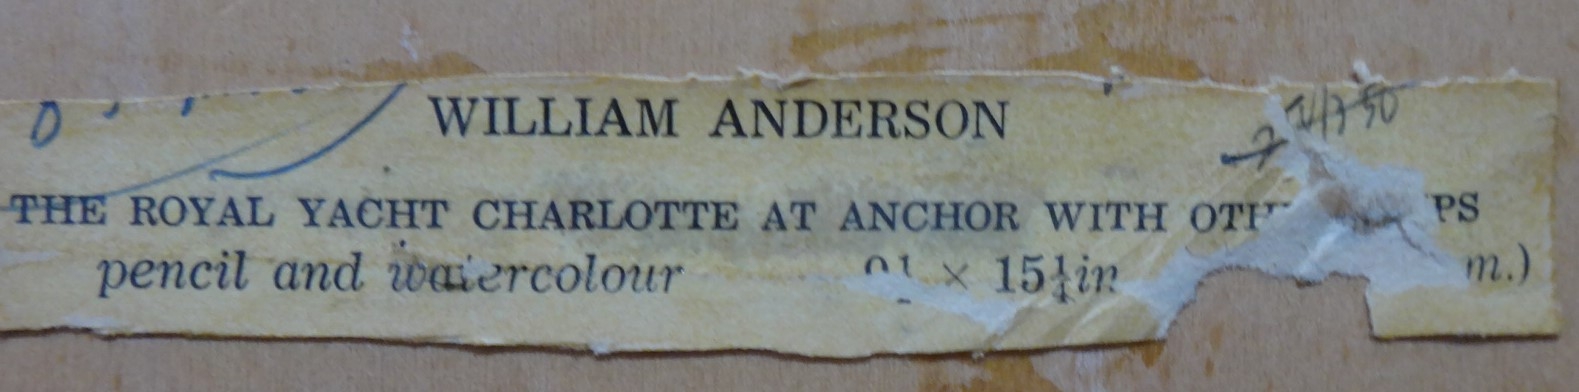 WILLIAM ANDERSON
THE ROYAL YACHT CHARLOTTE AT ANCHOR WITH
pencil and watercolour × 15¼in m.)